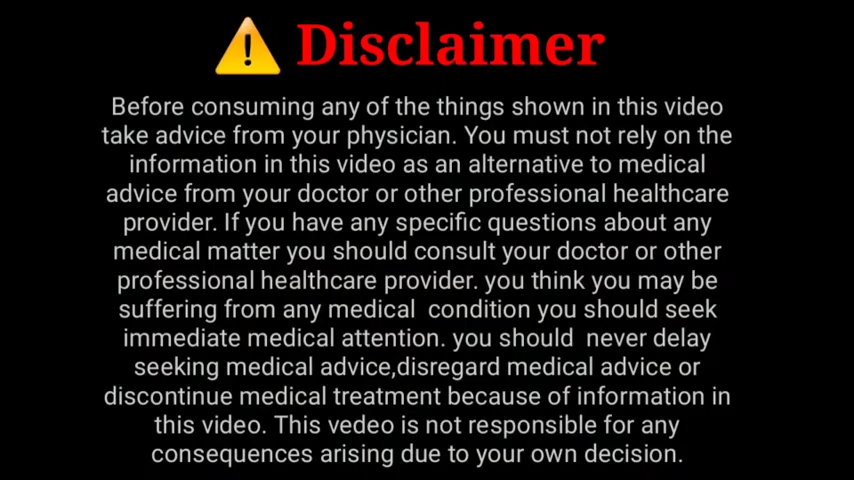 ⚠ Disclaimer
Before consuming any of the things shown in this video
take advice from your physician. You must not rely on the
information in this video as an alternative to medical
advice from your doctor or other professional healthcare
provider. If you have any specific questions about any
medical matter you should consult your doctor or other
professional healthcare provider. you think you may be
suffering from any medical  condition you should seek
immediate medical attention. you should  never delay
seeking medical advice,disregard medical advice or
discontinue medical treatment because of information in
this video. This vedeo is not responsible for any
consequences arising due to your own decision.